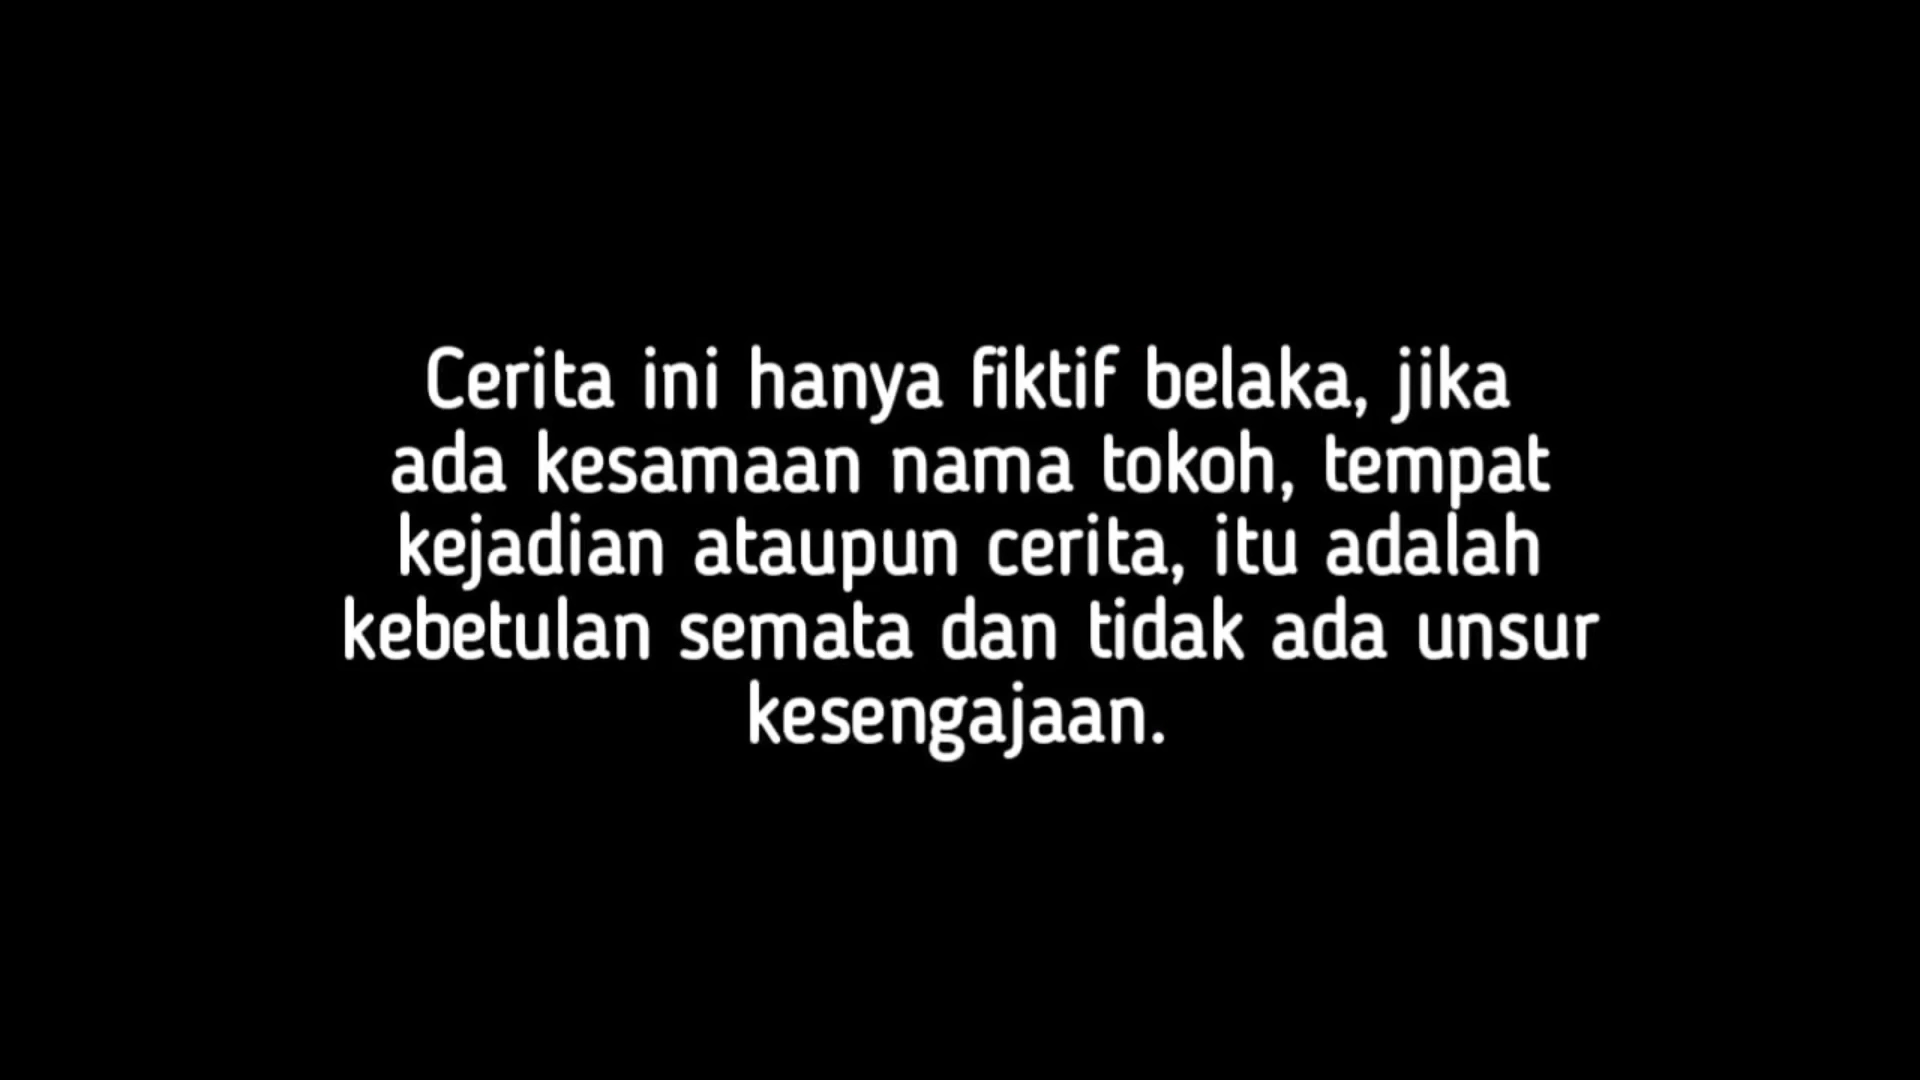 Cerita ini hanya fiktif belaka, jika
ada kesamaan nama tokoh, tempat
kejadian ataupun cerita, itu adalah
kebetulan semata dan tidak ada unsur
kesengajaan.